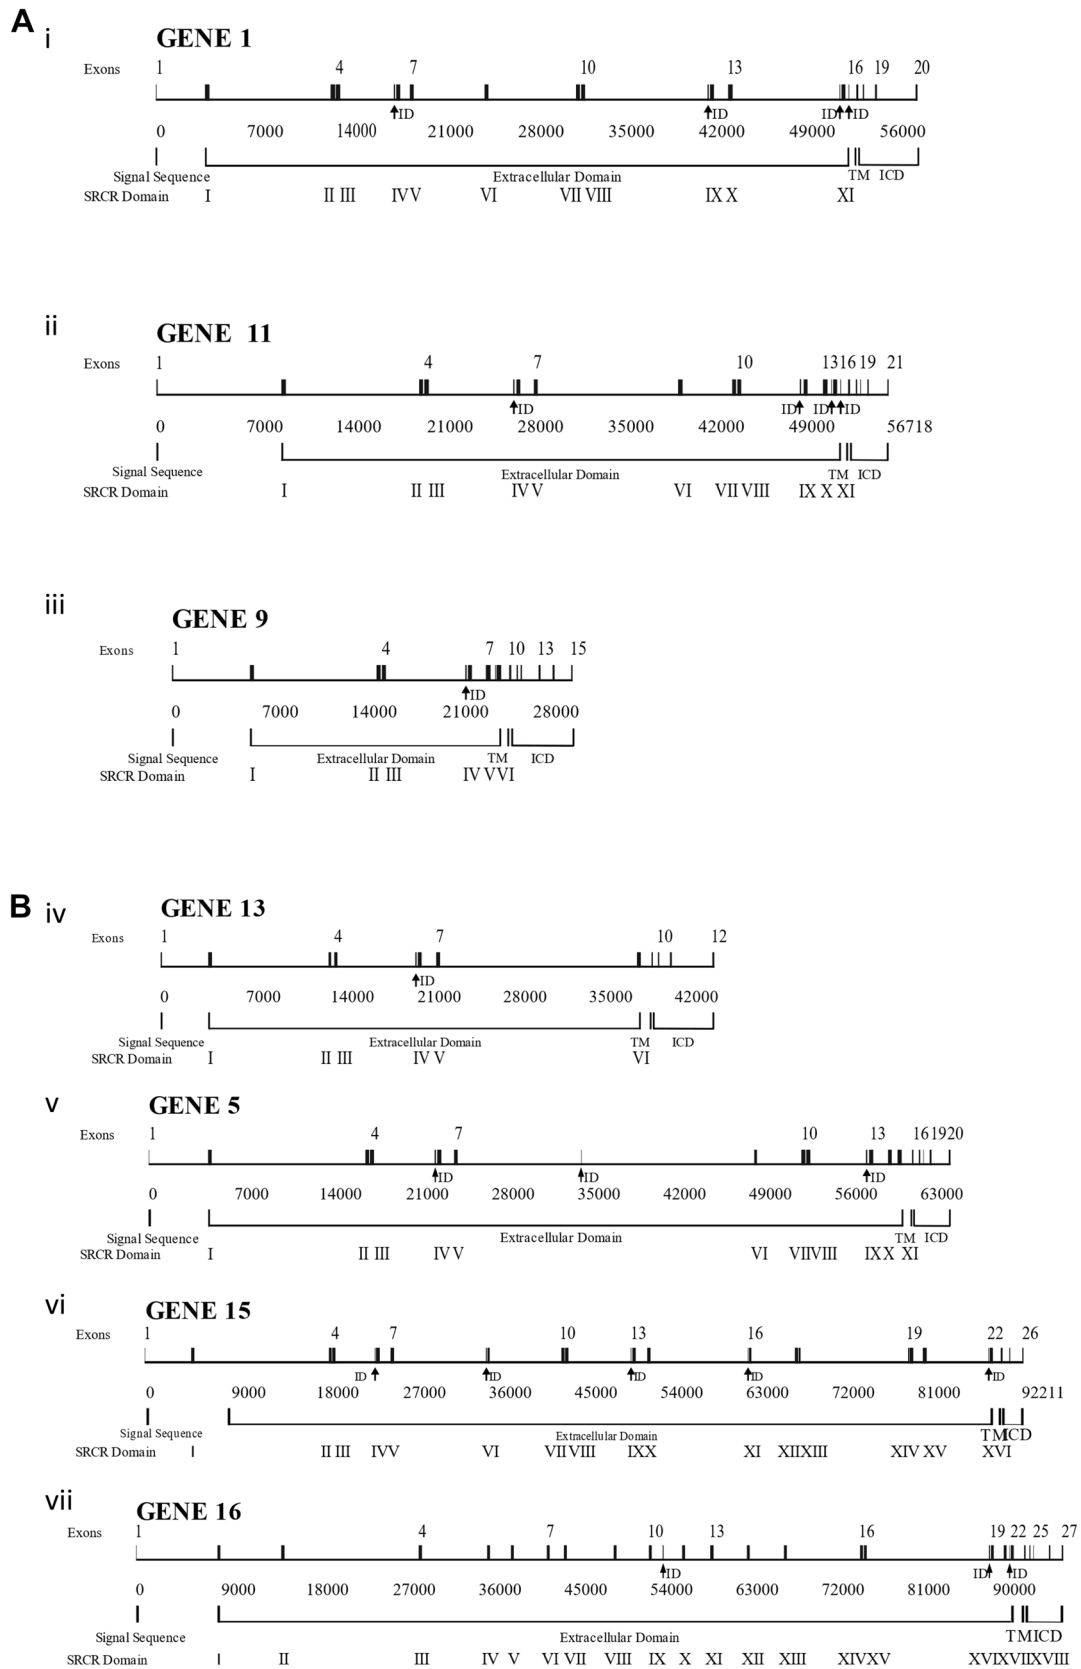 A
i
GENE 1
Exons 1 4 7 10 13 16 19 20
ID ID ID ID
0 7000 14000 21000 28000 35000 42000 49000 56000
Signal Sequence Extracellular Domain TM ICD
SRCR Domain I II III IV V VI VII VIII IX X XI
ii
GENE 11
Exons 1 4 7 10 13 16 19 21
ID ID ID ID
0 7000 14000 21000 28000 35000 42000 49000 56718
Signal Sequence Extracellular Domain TM ICD
SRCR Domain I II III IV V VI VII VIII IX X XI
iii
GENE 9
Exons 1 4 7 10 13 15
ID
0 7000 14000 21000 28000
Signal Sequence Extracellular Domain TM ICD
SRCR Domain I II III IV V VI
B
iv
GENE 13
Exons 1 4 7 10 12
ID
0 7000 14000 21000 28000 35000 42000
Signal Sequence Extracellular Domain TM ICD
SRCR Domain I II III IV V VI
v
GENE 5
Exons 1 4 7 10 13 16 19 20
ID ID ID
0 7000 14000 21000 28000 35000 42000 49000 56000 63000
Signal Sequence Extracellular Domain TM ICD
SRCR Domain I II III IV V VI VII VIII IX X XI
vi
GENE 15
Exons 1 4 7 10 13 16 19 22 26
ID ID ID ID ID
0 9000 18000 27000 36000 45000 54000 63000 72000 81000 92211
Signal Sequence Extracellular Domain TM ICD
SRCR Domain I II III IV V VI VII VIII IX X XI XII XIII XIV XV XVI
vii
GENE 16
Exons 1 4 7 10 13 16 19 22 25 27
ID ID ID
0 9000 18000 27000 36000 45000 54000 63000 72000 81000 90000
Signal Sequence Extracellular Domain TM ICD
SRCR Domain I II III IV V VI VII VIII IX X XI XII XIII XIV XV XVI XVII XVIII